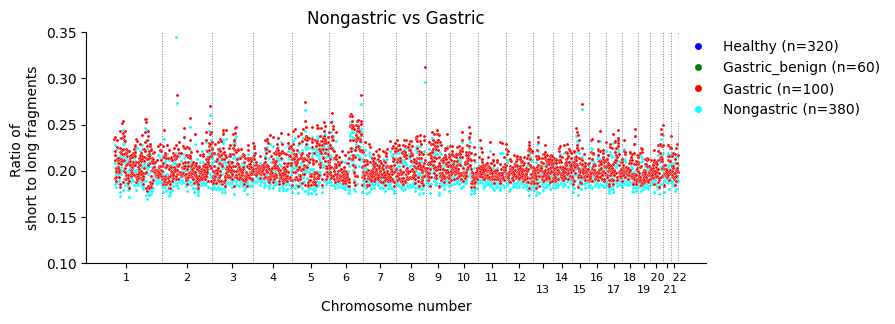 Nongastric vs Gastric
Ratio of
short to long fragments
0.35
0.30
0.25
0.20
0.15
0.10
1 2 3 4 5 6 7 8 9 10 11 12 14 16 18 20 22
13 15 17 19 21
Chromosome number
Healthy (n=320)
Gastric_benign (n=60)
Gastric (n=100)
Nongastric (n=380)